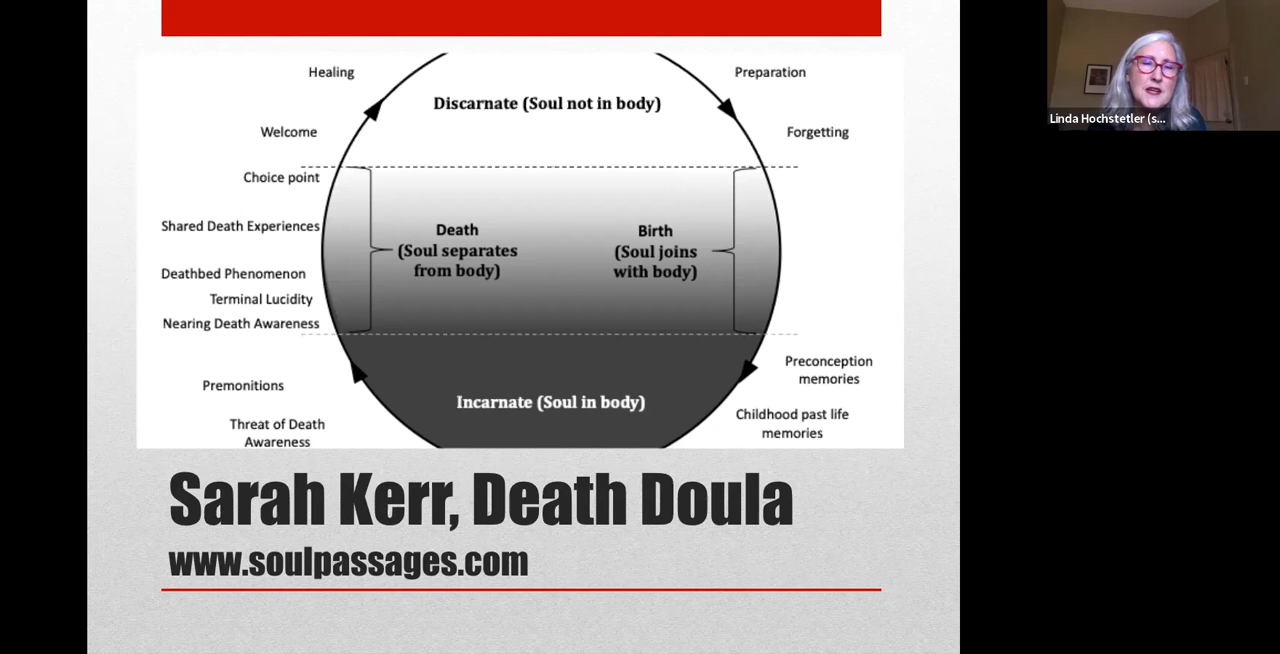 Healing
Preparation
Discarnate (Soul not in body)
Welcome
Forgetting
Choice point
Shared Death Experiences
Death
(Soul separates
from body)
Birth
(Soul joins
with body)
Deathbed Phenomenon
Terminal Lucidity
Nearing Death Awareness
Preconception
memories
Premonitions
Incarnate (Soul in body)
Childhood past life
memories
Threat of Death
Awareness
Sarah Kerr, Death Doula
www.soulpassages.com
Linda Hochstetler (s...